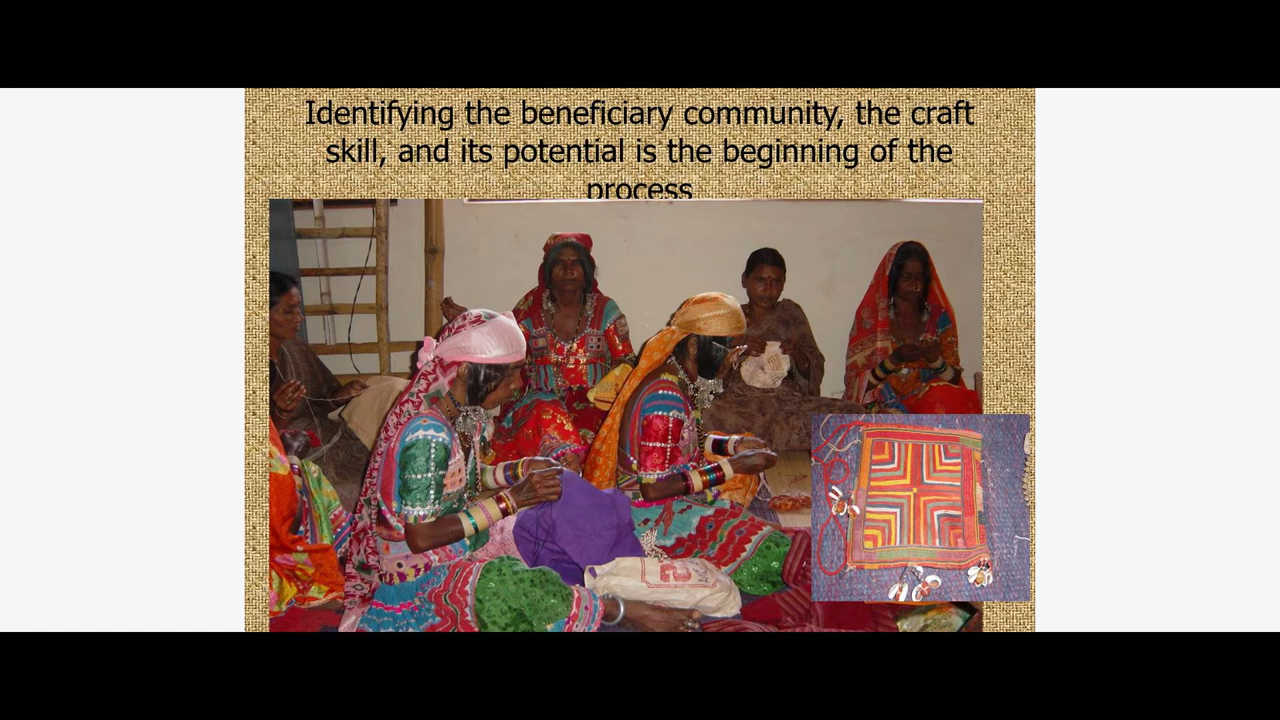 Identifying the beneficiary community, the craft
skill, and its potential is the beginning of the
process